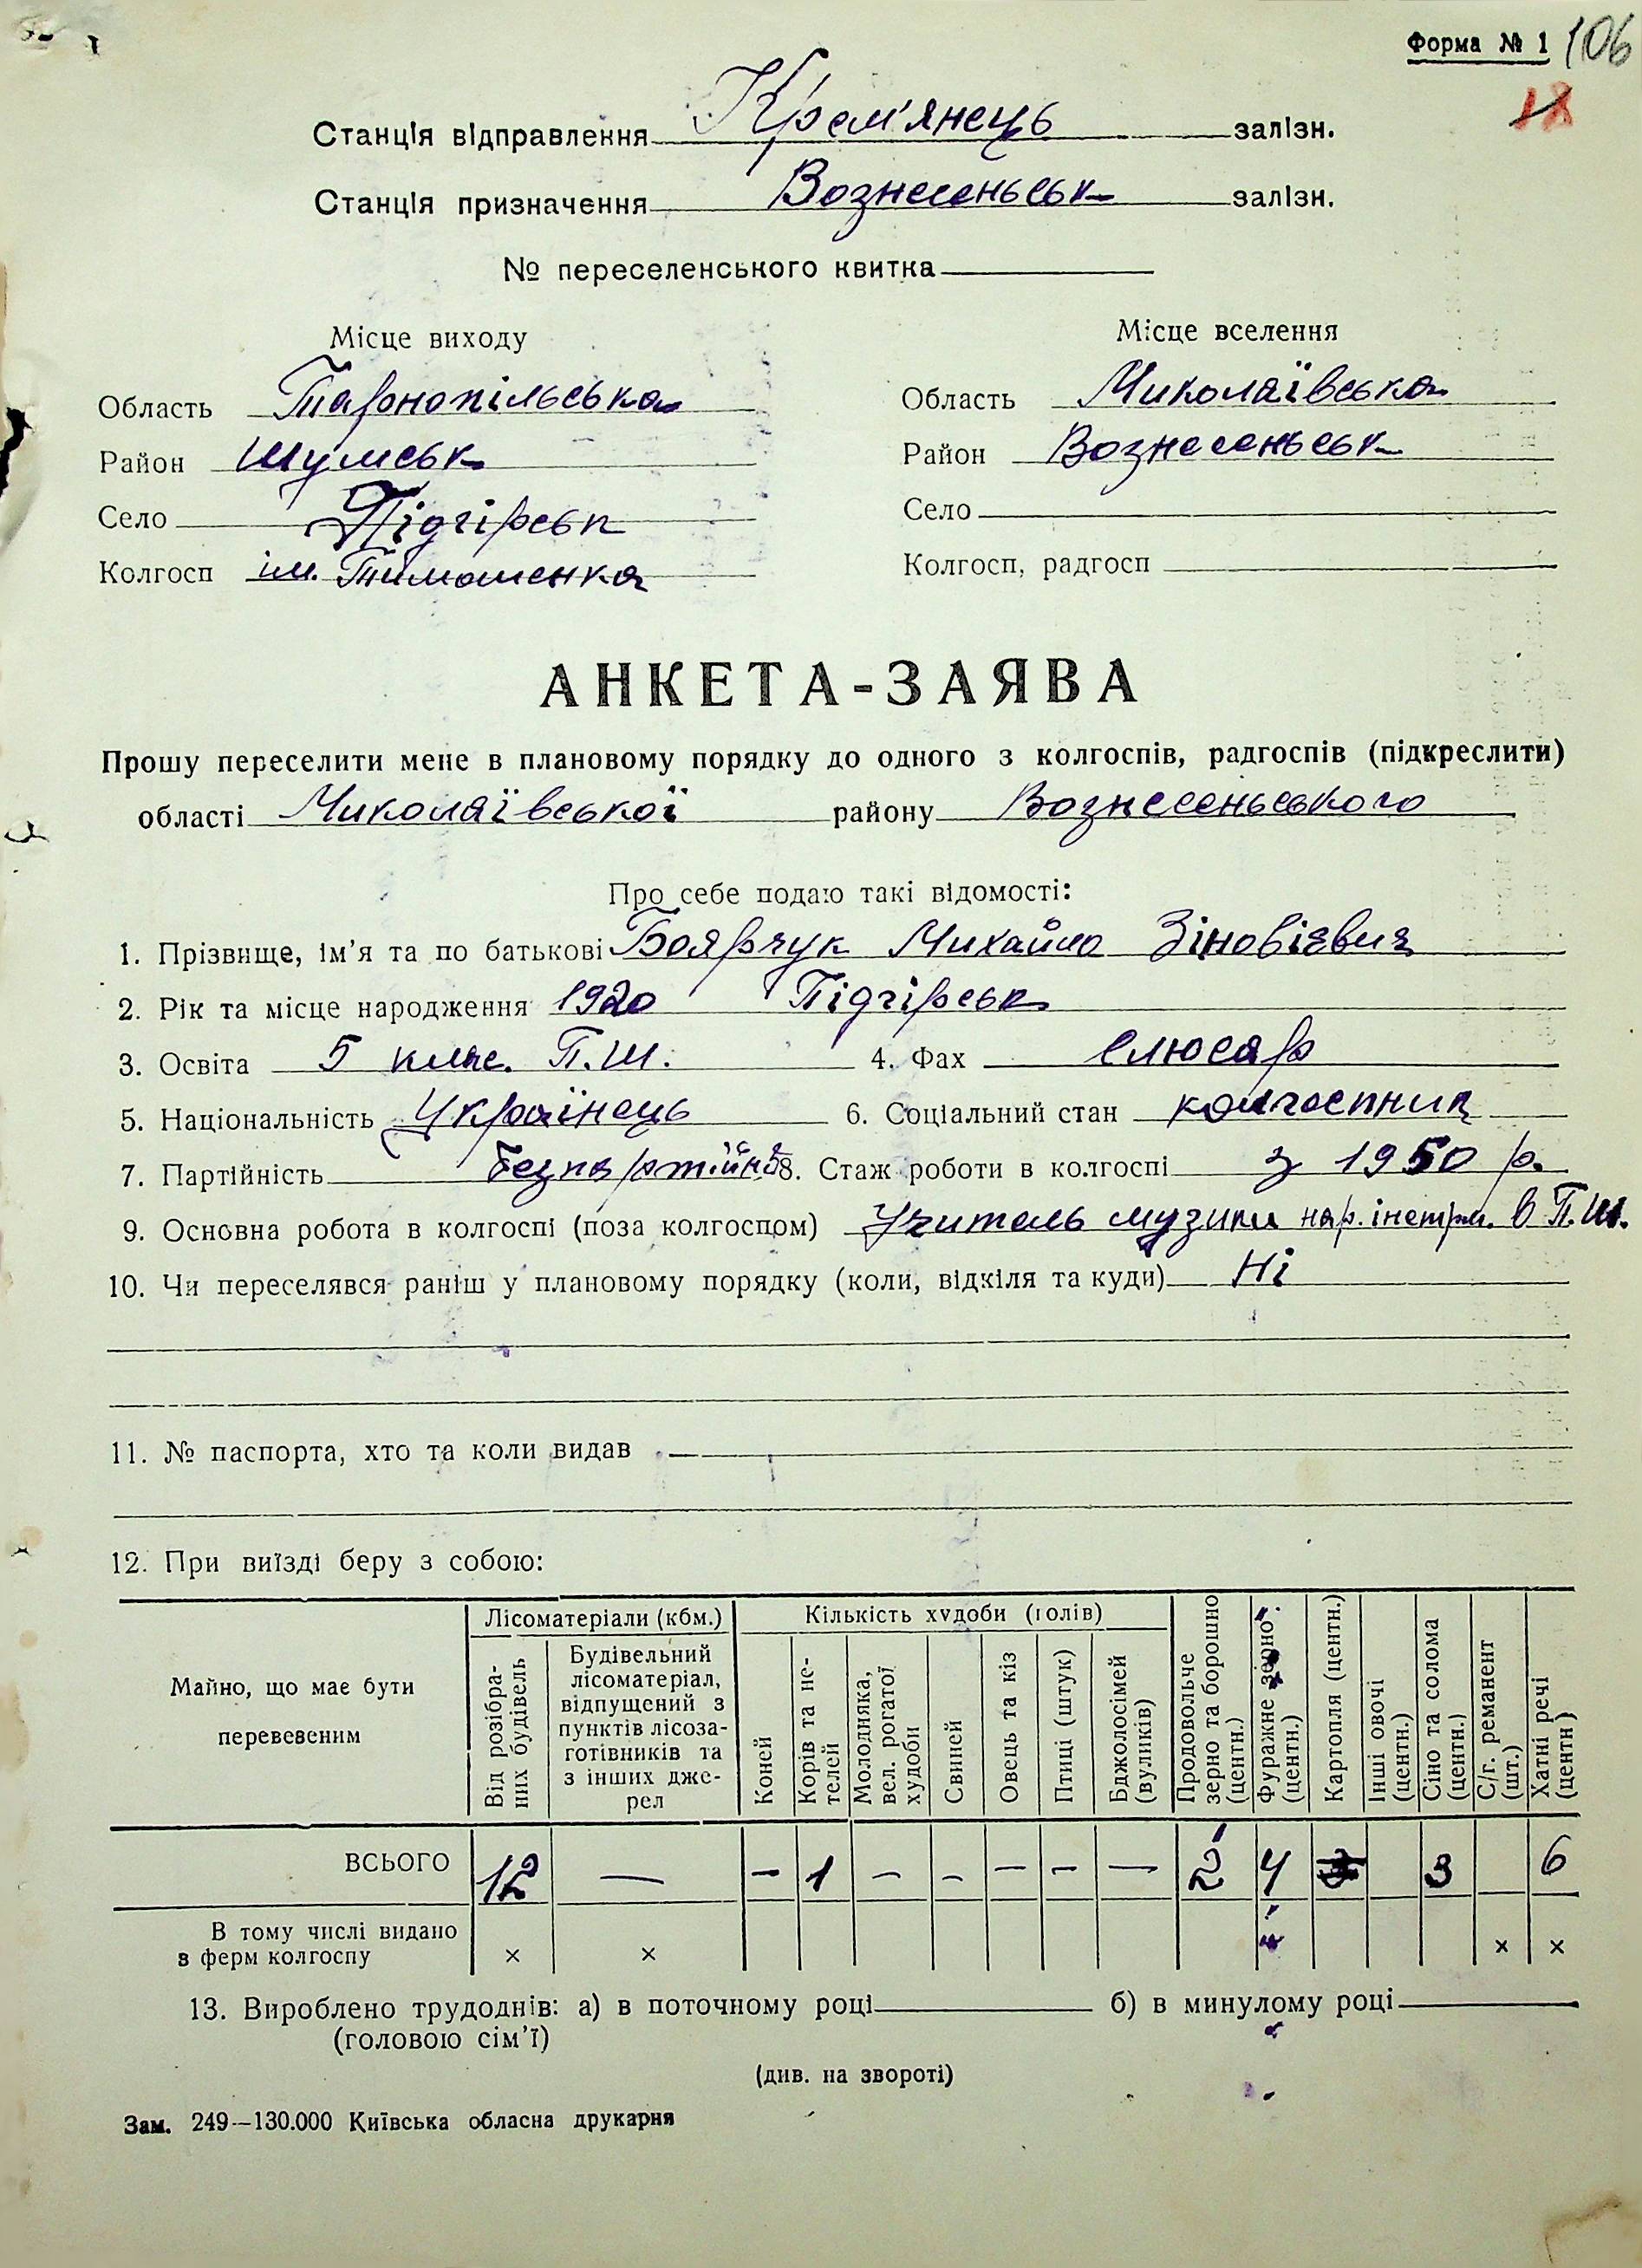 Форма № 1 106
18
Станція відправлення Крем'янець залізн.
Станція призначення Вознесеньськ залізн.
№ переселенського квитка
Місце виходу
Область Тарнопільська
Район Шумськ
Село Підгірськ
Колгосп ім. Тимошенка
Місце вселення
Область Миколаївська
Район Вознесеньськ
Село
Колгосп, радгосп
АНКЕТА-ЗАЯВА
Прошу переселити мене в плановому порядку до одного з колгоспів, радгоспів (підкреслити)
області Миколаївської району Вознесеньського
Про себе подаю такі відомості:
1. Прізвище, ім'я та по батькові Боярчук Михайло Зіновієвич
2. Рік та місце народження 1920 Підгірськ
3. Освіта 5 клас. П.Ш. 4. Фах слюсар
5. Національність Українець 6. Соціальний стан колгоспник
7. Партійність безпартійний 8. Стаж роботи в колгоспі з 1950 р.
9. Основна робота в колгоспі (поза колгоспом) Учитель музики нар. інстрм. в П.Ш.
10. Чи переселявся раніш у плановому порядку (коли, відкіля та куди) Ні
11. № паспорта, хто та коли видав —
12. При виїзді беру з собою:
Майно, що має бути перевезеним
Лісоматеріали (кбм.)
Від розібраних будівель
Будівельний лісоматеріал, відпущений з пунктів лісозаготівників та з інших джерел
Кількість худоби (голів)
Коней
Корів та нетелей
Молодняка, вел. рогатої худоби
Свиней
Овець та кіз
Птиці (штук)
Бджолосімей (вуликів)
Продовольче зерно та борошно (центн.)
Фуражне зерно (центн.)
Картопля (центн.)
Інші овочі (центн.)
Сіно та солома (центн.)
С/г. реманент (шт.)
Хатні речі (центн)
ВСЬОГО 12 — — 1 — — — — — 2 4 3 6
В тому числі видано
з ферм колгоспу × × × ×
13. Вироблено трудоднів: а) в поточному році б) в минулому році
(головою сім'ї)
(див. на звороті)
Зам. 249—130.000 Київська обласна друкарня